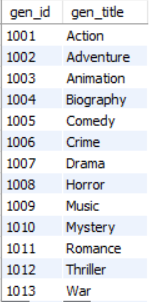 gen_id gen_title
1001 Action
1002 Adventure
1003 Animation
1004 Biography
1005 Comedy
1006 Crime
1007 Drama
1008 Horror
1009 Music
1010 Mystery
1011 Romance
1012 Thriller
1013 War